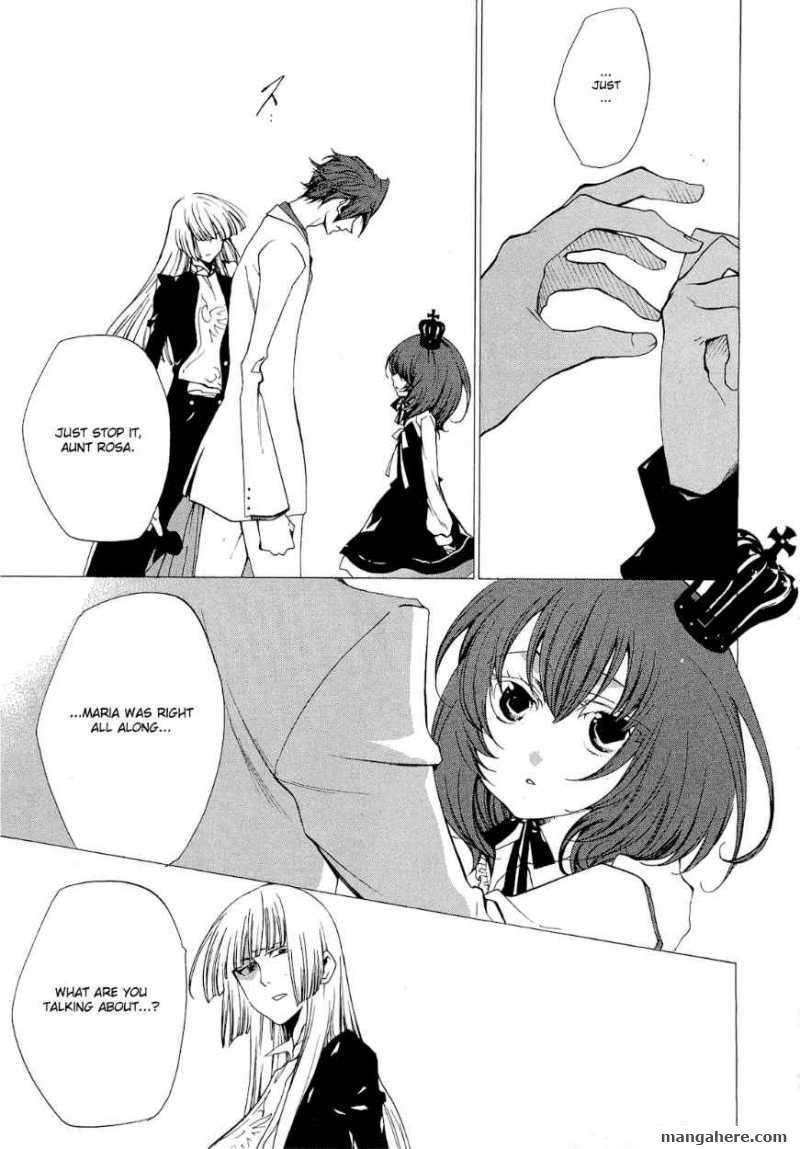 ...
JUST
...
ス...
JUST STOP IT,
AUNT ROSA.
...MARIA WAS RIGHT
ALL ALONG...
WHAT ARE YOU
TALKING ABOUT...?
mangahere.com